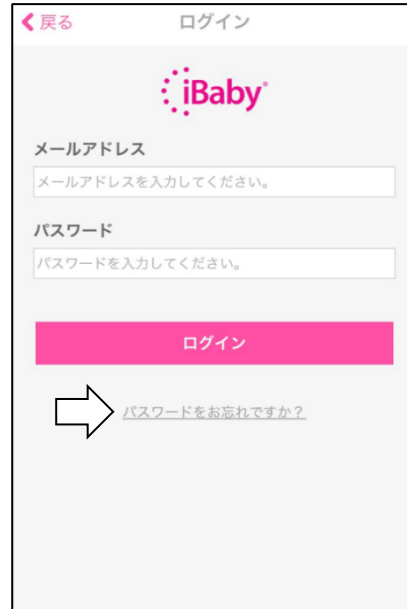 戻る
ログイン
iBaby
メールアドレス
メールアドレスを入力してください。
パスワード
パスワードを入力してください。
ログイン
パスワードをお忘れですか？